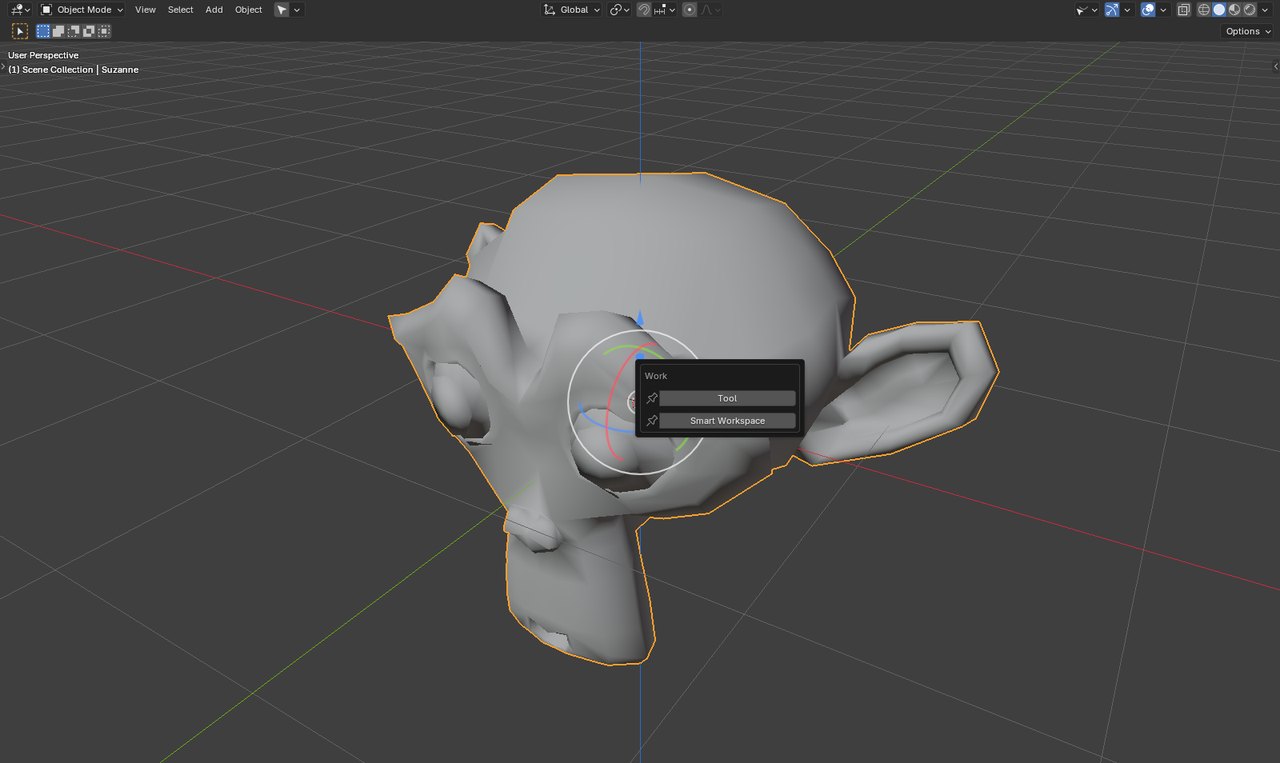 Object Mode View Select Add Object Global
Options
User Perspective
(1) Scene Collection | Suzanne
Work
Tool
Smart Workspace